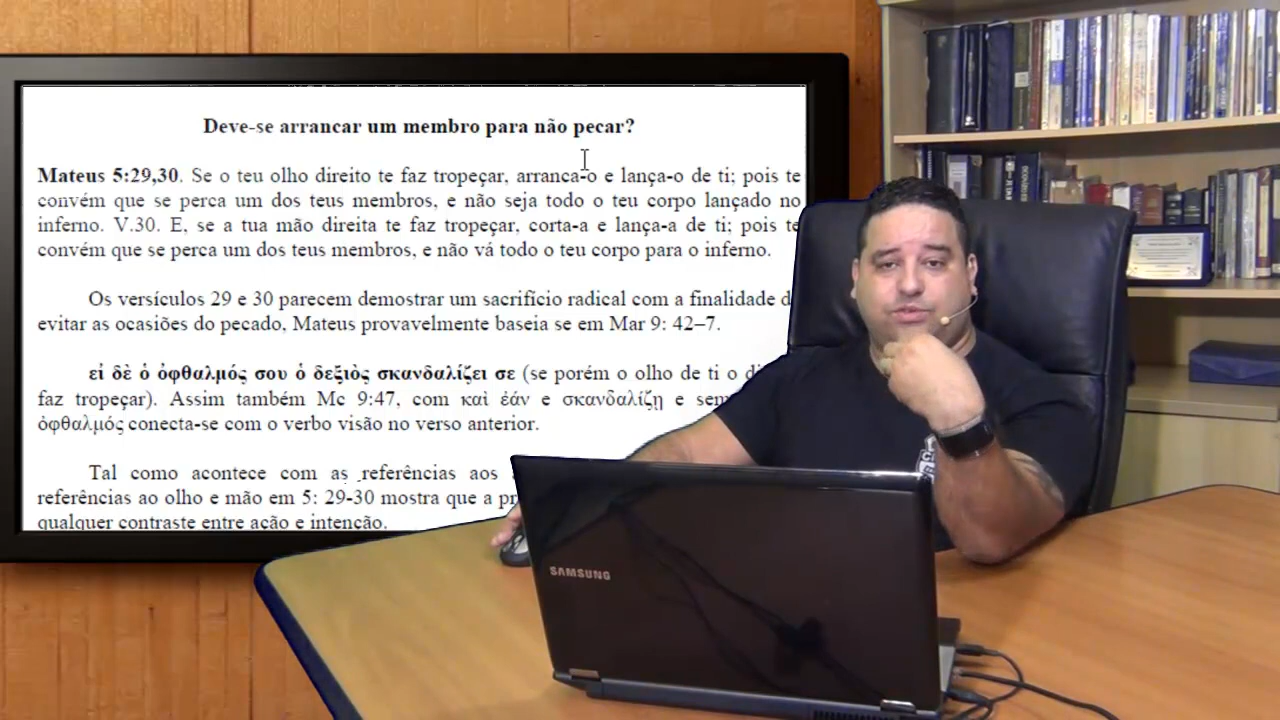 Deve-se arrancar um membro para não pecar?
Mateus 5:29,30. Se o teu olho direito te faz tropeçar, arranca-o e lança-o de ti; pois te
convém que se perca um dos teus membros, e não seja todo o teu corpo lançado no
inferno. V.30. E, se a tua mão direita te faz tropeçar, corta-a e lança-a de ti; pois te
convém que se perca um dos teus membros, e não vá todo o teu corpo para o inferno.
Os versículos 29 e 30 parecem demostrar um sacrifício radical com a finalidade d
evitar as ocasiões do pecado, Mateus provavelmente baseia se em Mar 9: 42–7.
εἰ δὲ ὁ ὀφθαλμός σου ὁ δεξιὸς σκανδαλίζει σε (se porém o olho de ti o d
faz tropeçar). Assim também Mc 9:47, com καὶ ἐάν e σκανδαλίζῃ e sem
ὀφθαλμός conecta-se com o verbo visão no verso anterior.
Tal como acontece com as referências aos
referências ao olho e mão em 5: 29-30 mostra que a pr
qualquer contraste entre ação e intenção.
SAMSUNG